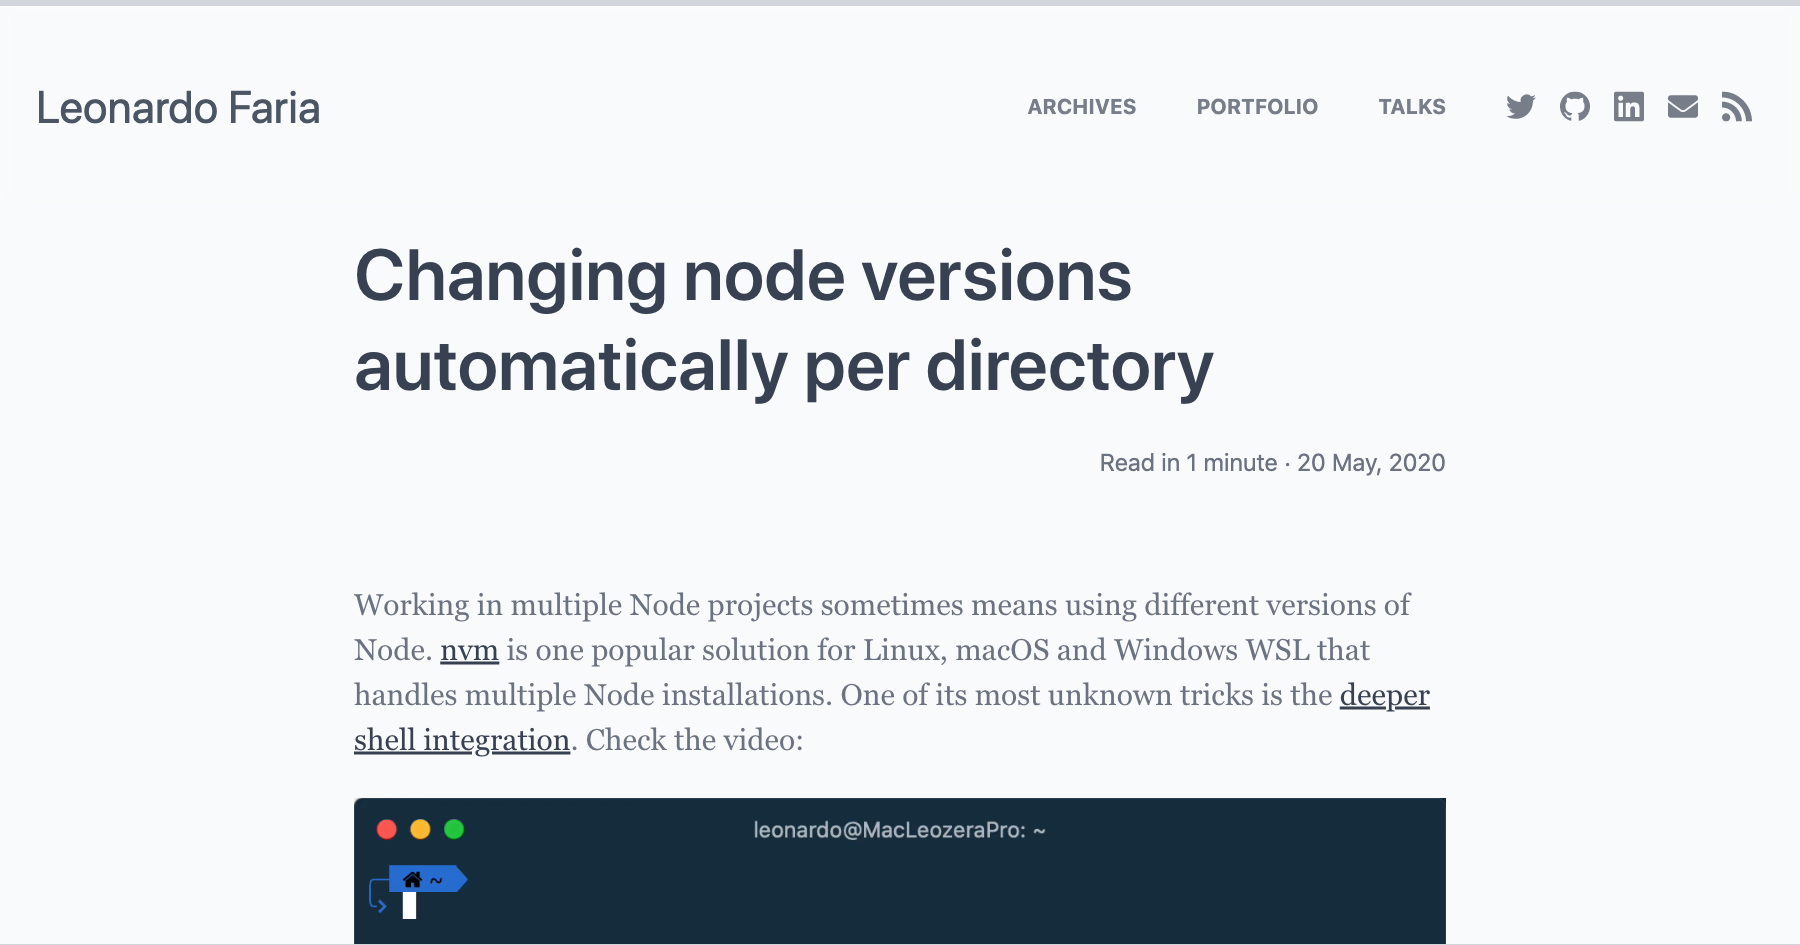 Leonardo Faria
ARCHIVES PORTFOLIO TALKS
Changing node versions
automatically per directory
Read in 1 minute · 20 May, 2020
Working in multiple Node projects sometimes means using different versions of
Node. nvm is one popular solution for Linux, macOS and Windows WSL that
handles multiple Node installations. One of its most unknown tricks is the deeper
shell integration. Check the video:
leonardo@MacLeozeraPro: ~
~